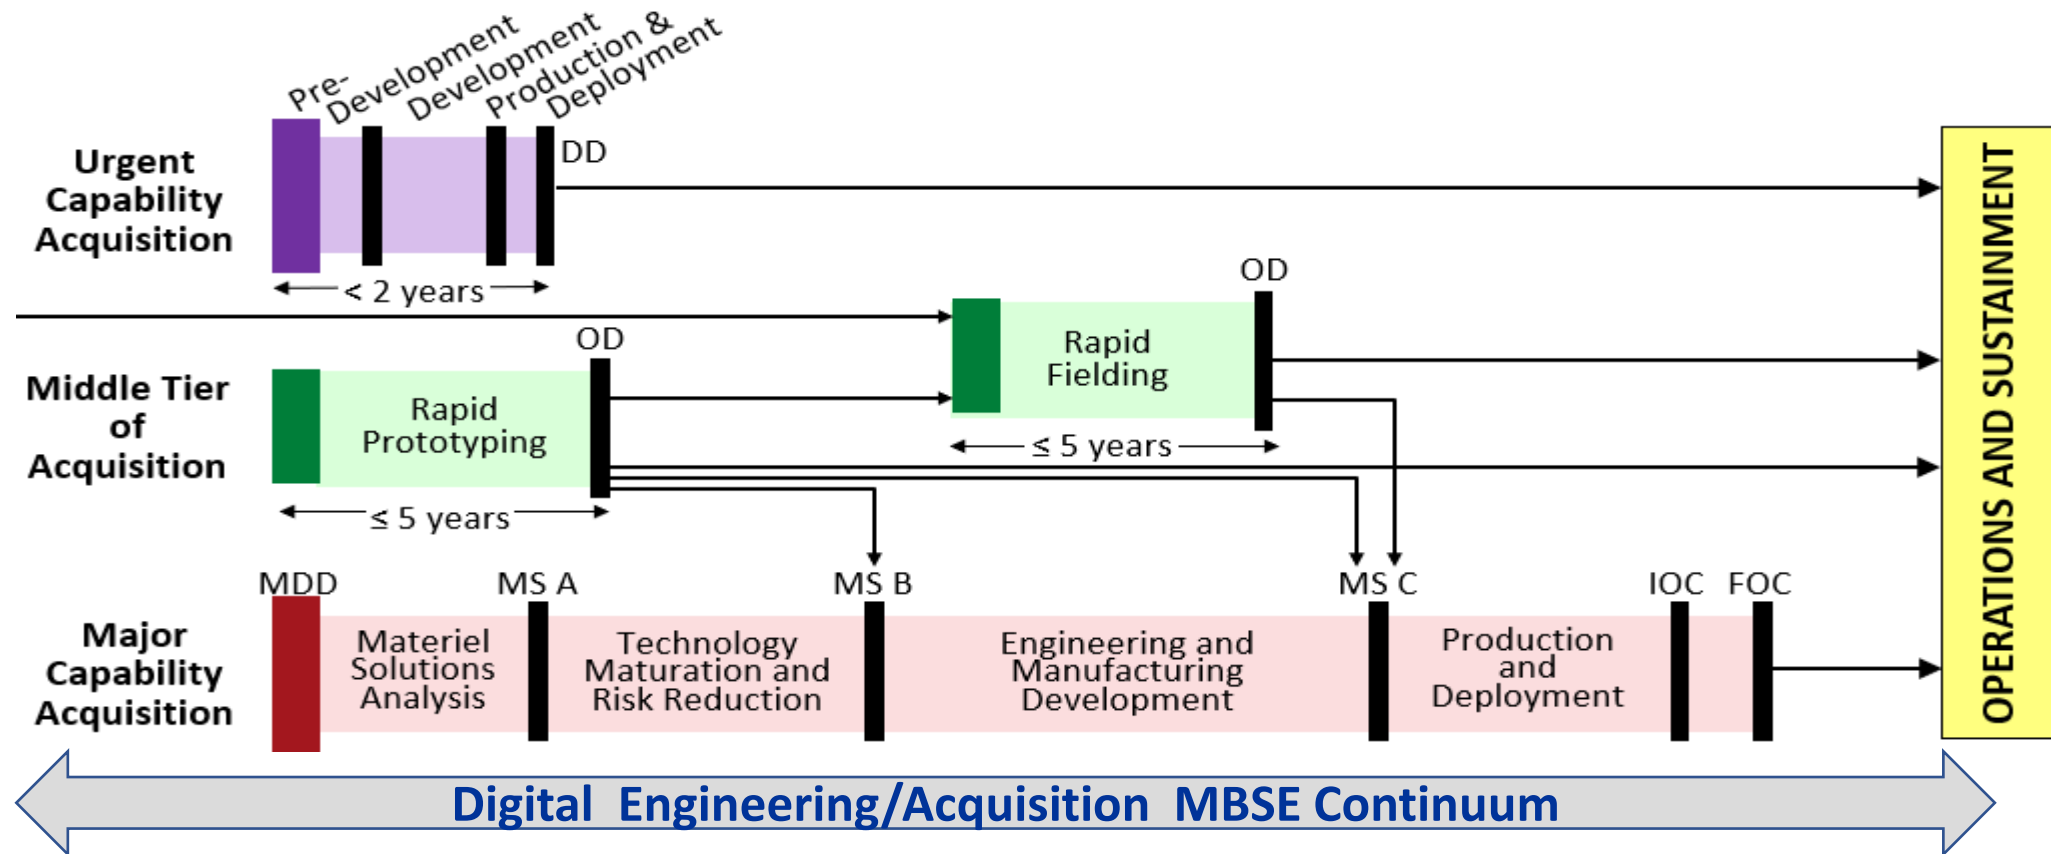 Pre-
Development
Development
Production &
Deployment
Urgent
Capability
Acquisition
DD
< 2 years
OD
Rapid
Fielding
≤ 5 years
Middle Tier
of
Acquisition
OD
Rapid
Prototyping
≤ 5 years
Major
Capability
Acquisition
MDD
MS A
MS B
MS C
IOC
FOC
Materiel
Solutions
Analysis
Technology
Maturation and
Risk Reduction
Engineering and
Manufacturing
Development
Production
and
Deployment
OPERATIONS AND SUSTAINMENT
Digital Engineering/Acquisition MBSE Continuum